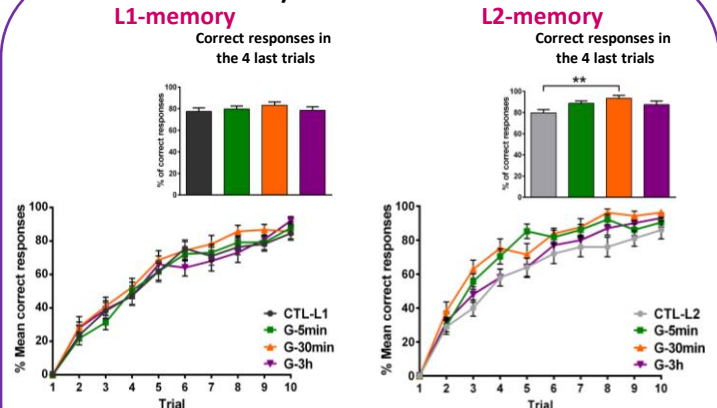 L1-memory
Correct responses in
the 4 last trials
% of correct responses
100
80
60
40
20
0
% Mean correct responses
100
80
60
40
20
0
1 2 3 4 5 6 7 8 9 10
Trial
CTL-L1
G-5min
G-30min
G-3h
L2-memory
Correct responses in
the 4 last trials
**
% of correct responses
100
80
60
40
20
0
% Mean correct responses
100
80
60
40
20
0
1 2 3 4 5 6 7 8 9 10
Trial
CTL-L2
G-5min
G-30min
G-3h